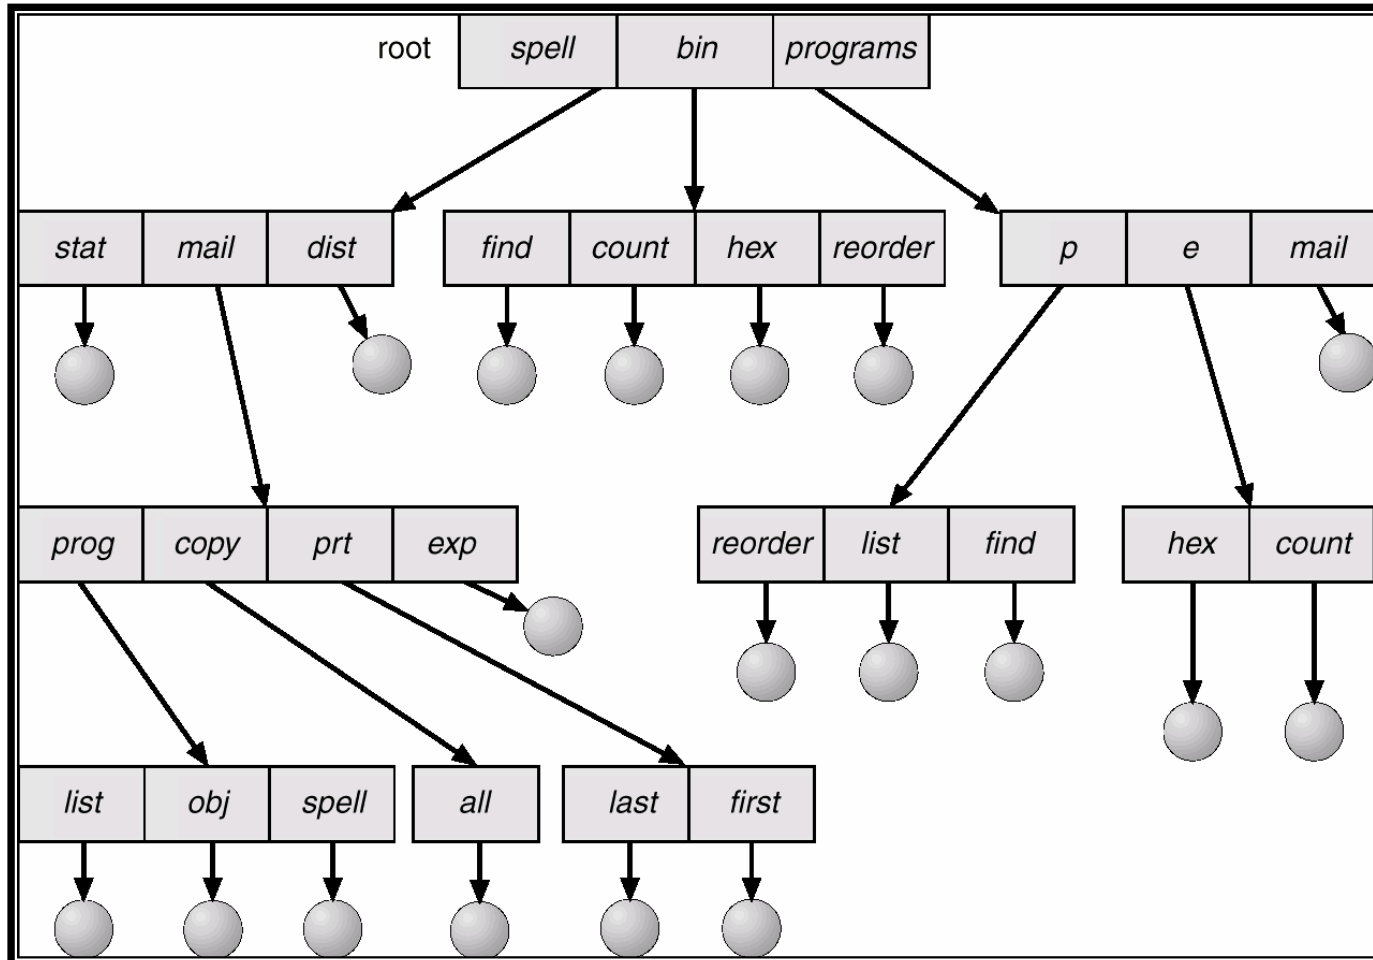 root spell bin programs
stat mail dist find count hex reorder p e mail
prog copy prt exp reorder list find hex count
list obj spell all last first